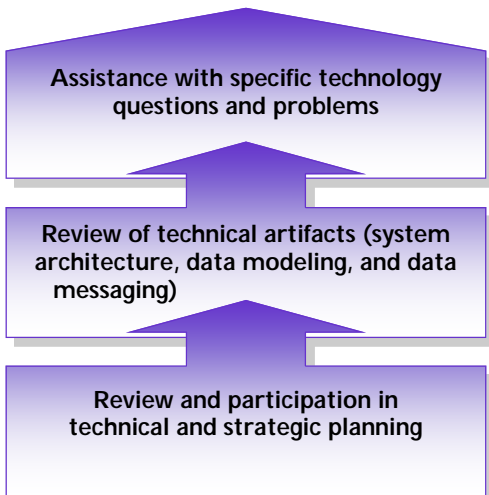 Assistance with specific technology
questions and problems
Review of technical artifacts (system
architecture, data modeling, and data
messaging)
Review and participation in
technical and strategic planning